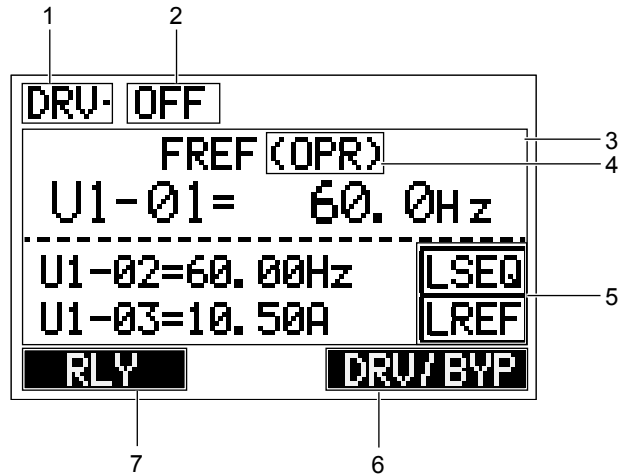 1 2
DRV· OFF
FREF (OPR) 3
4
U1-01= 60.0Hz
U1-02=60.00Hz LSEQ
5
U1-03=10.50A LREF
RLY DRV/BYP
7 6